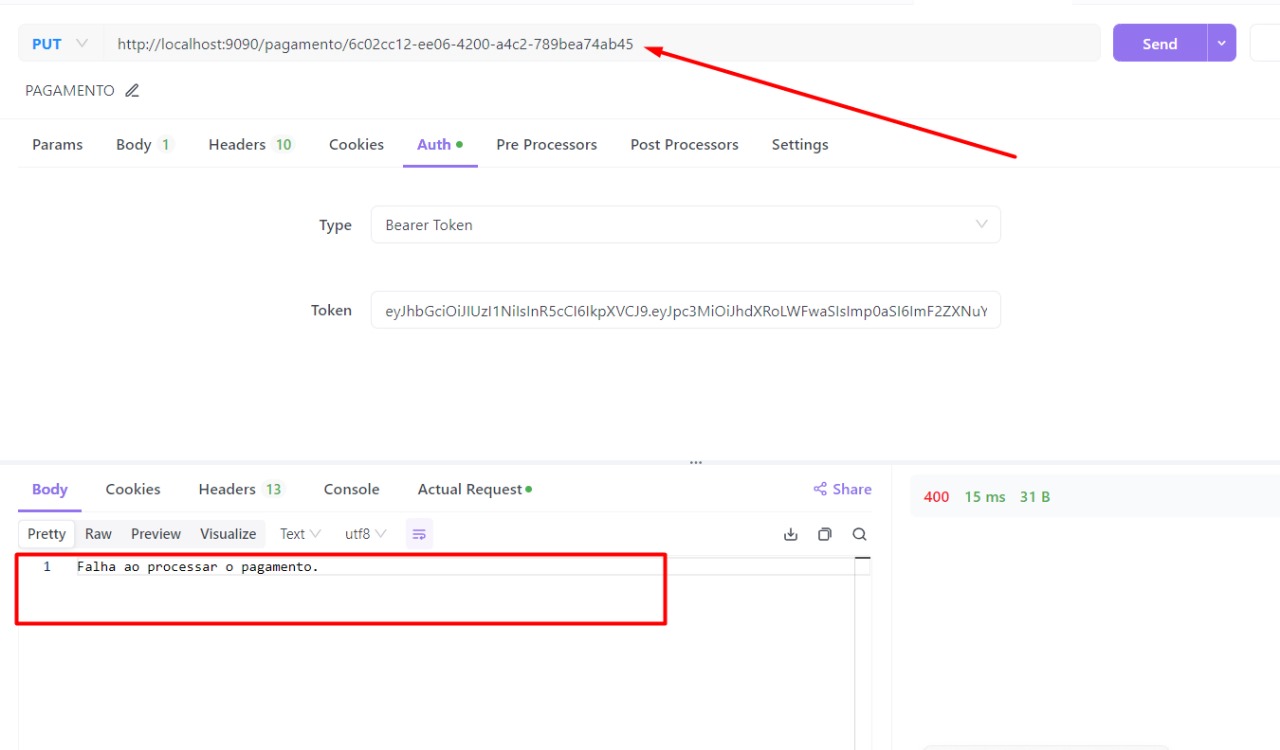 PUT http://localhost:9090/pagamento/6c02cc12-ee06-4200-a4c2-789bea74ab45 Send
PAGAMENTO
Params Body 1 Headers 10 Cookies Auth Pre Processors Post Processors Settings
Type Bearer Token
Token eyJhbGciOiJIUzI1NiIsInR5cCI6IkpXVCJ9.eyJpc3MiOiJhdXRoLWFwaSIsImp0aSI6ImF2ZXNuY
Body Cookies Headers 13 Console Actual Request Share
400 15 ms 31 B
Pretty Raw Preview Visualize Text utf8
1 Falha ao processar o pagamento.